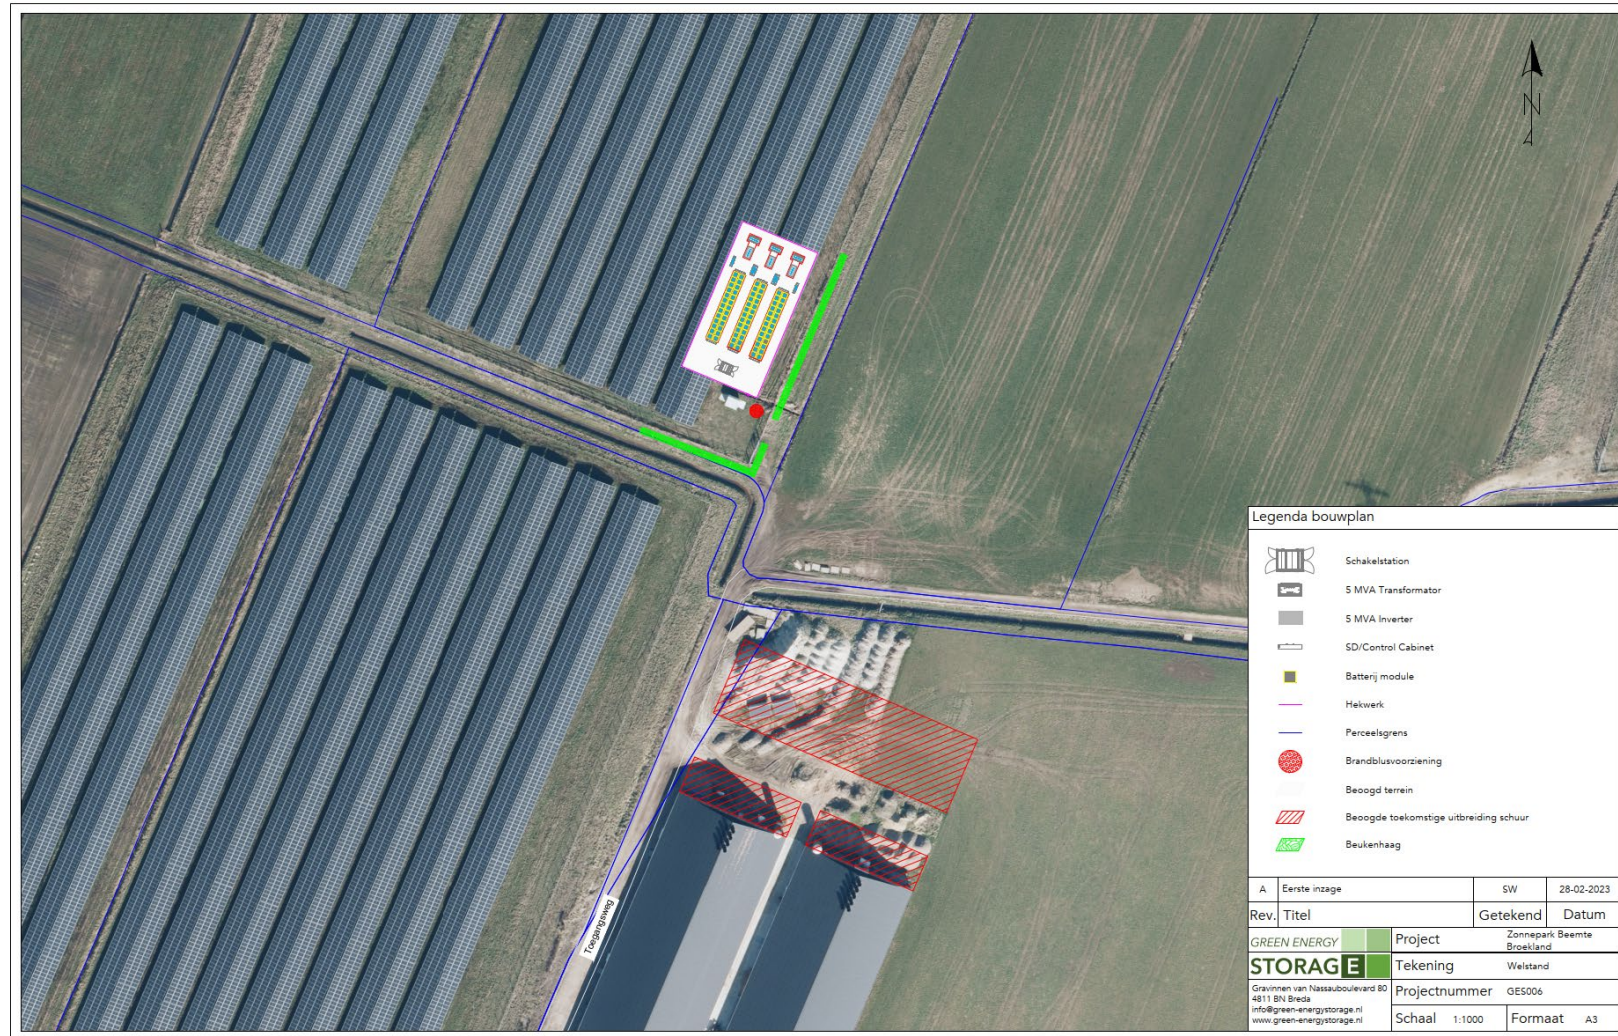 N
Toegangsweg
Legenda bouwplan
Schakelstation
5 MVA Transformator
5 MVA Inverter
SD/Control Cabinet
Batterij module
Hekwerk
Perceelsgrens
Brandblusvoorziening
Beoogd terrein
Beoogde toekomstige uitbreiding schuur
Beukenhaag
A Eerste inzage SW 28-02-2023
Rev. Titel Getekend Datum
GREEN ENERGY
STORAGE
Gravinnen van Nassauboulevard 80
4811 BN Breda
info@green-energystorage.nl
www.green-energystorage.nl
Project Zonnepark Beemte
Broekland
Tekening Welstand
Projectnummer GES006
Schaal 1:1000 Formaat A3